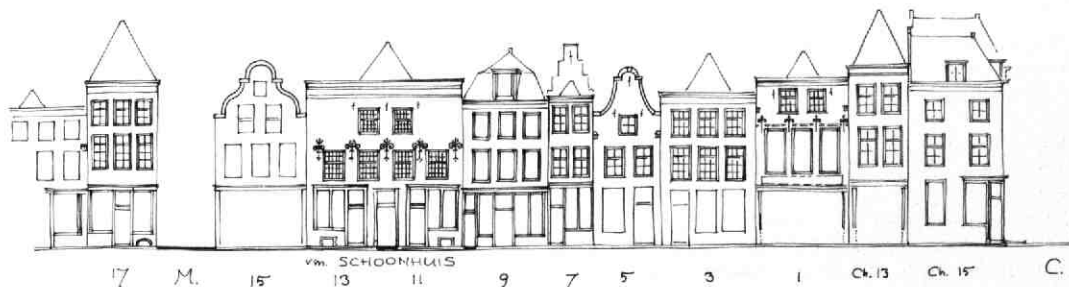 vm. SCHOONHUIS
17 M. 15 13 11 9 7 5 3 1 Ch. 13 Ch. 15 C.